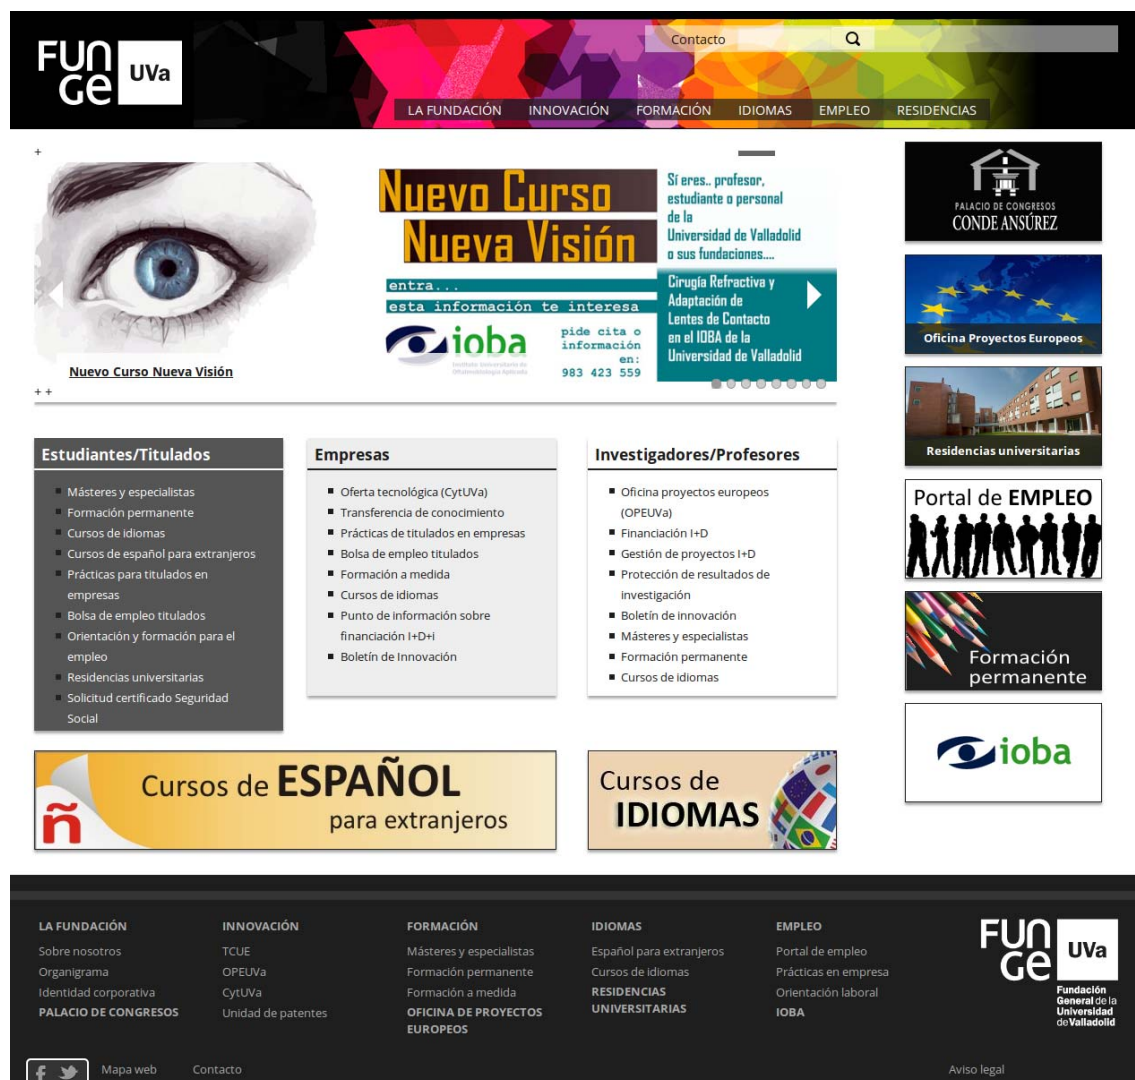 FUNGE UVa
Contacto
LA FUNDACIÓN INNOVACIÓN FORMACIÓN IDIOMAS EMPLEO RESIDENCIAS
+
Nuevo Curso
Nueva Visión
entra...
esta información te interesa
ioba
Instituto Universitario de
Oftalmobiología Aplicada
pide cita o
información
en:
983 423 559
Sí eres.. profesor,
estudiante o personal
de la
Universidad de Valladolid
o sus fundaciones....
Cirugía Refractiva y
Adaptación de
Lentes de Contacto
en el IOBA de la
Universidad de Valladolid
Nuevo Curso Nueva Visión
+ +
PALACIO DE CONGRESOS
CONDE ANSÚREZ
Oficina Proyectos Europeos
Residencias universitarias
Portal de EMPLEO
Formación
permanente
ioba
Estudiantes/Titulados
Másteres y especialistas
Formación permanente
Cursos de idiomas
Cursos de español para extranjeros
Prácticas para titulados en
empresas
Bolsa de empleo titulados
Orientación y formación para el
empleo
Residencias universitarias
Solicitud certificado Seguridad
Social
Empresas
Oferta tecnológica (CytUVa)
Transferencia de conocimiento
Prácticas de titulados en empresas
Bolsa de empleo titulados
Formación a medida
Cursos de idiomas
Punto de información sobre
financiación I+D+i
Boletín de Innovación
Investigadores/Profesores
Oficina proyectos europeos
(OPEUVa)
Financiación I+D
Gestión de proyectos I+D
Protección de resultados de
investigación
Boletín de innovación
Másteres y especialistas
Formación permanente
Cursos de idiomas
ñ
Cursos de ESPAÑOL
para extranjeros
Cursos de
IDIOMAS
LA FUNDACIÓN
Sobre nosotros
Organigrama
Identidad corporativa
PALACIO DE CONGRESOS
INNOVACIÓN
TCUE
OPEUVa
CytUVa
Unidad de patentes
FORMACIÓN
Másteres y especialistas
Formación permanente
Formación a medida
OFICINA DE PROYECTOS
EUROPEOS
IDIOMAS
Español para extranjeros
Cursos de idiomas
RESIDENCIAS
UNIVERSITARIAS
EMPLEO
Portal de empleo
Prácticas en empresa
Orientación laboral
IOBA
FUNGE UVa
Fundación
General de la
Universidad
de Valladolid
Mapa web Contacto Aviso legal